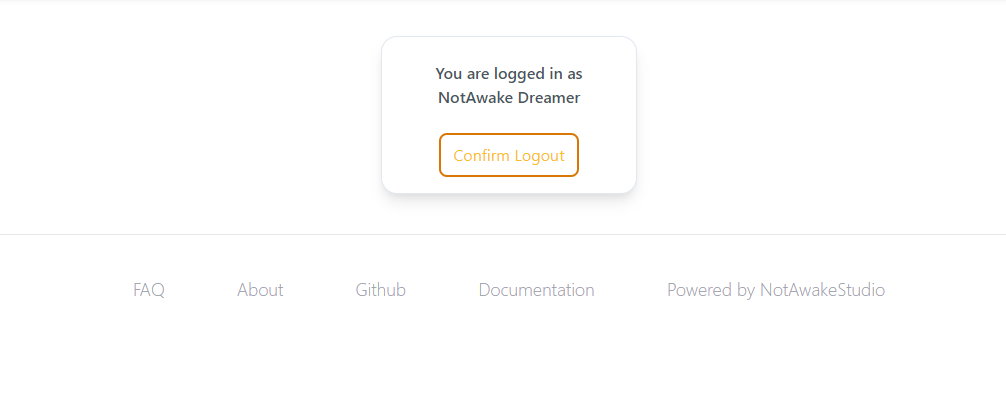 You are logged in as
NotAwake Dreamer
Confirm Logout
FAQ About Github Documentation Powered by NotAwakeStudio